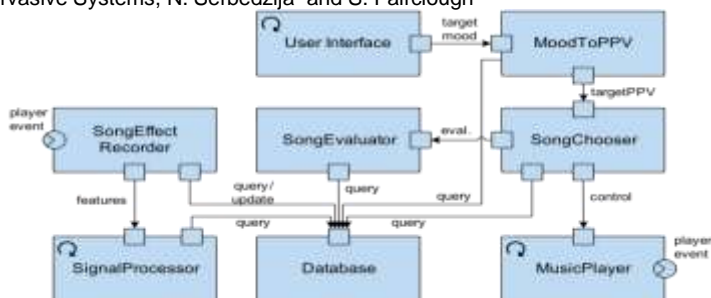 rvasive Systems, N. Serbedzija and S. Fairclough
target
mood
User Interface
MoodToPPV
targetPPV
player
event
SongEffect
Recorder
SongEvaluator
eval.
SongChooser
features
query/
update
query
query
control
query
query
player
event
SignalProcessor
Database
MusicPlayer